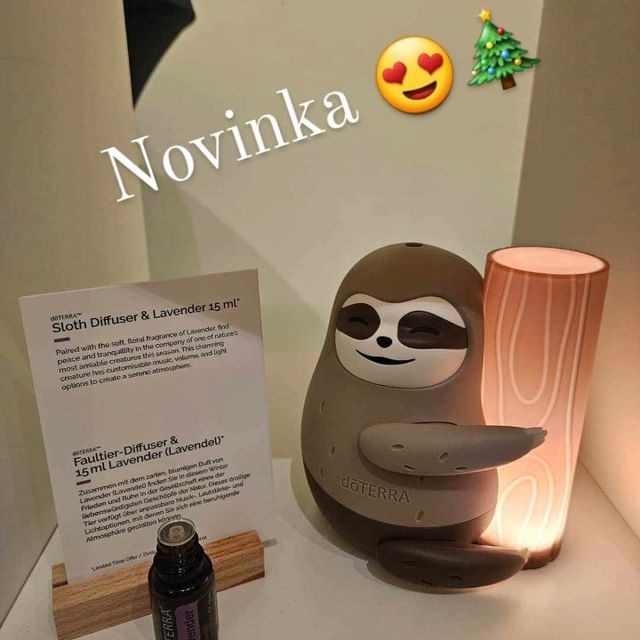 Novinka
dōTERRA™
Sloth Diffuser & Lavender 15 ml*
Paired with the soft, floral fragrance of Lavender, find
peace and tranquillity in the company of one of nature's
most amiable creatures this season. This charming
creature has customisable music, volume, and light
options to create a serene atmosphere.
dōTERRA™
Faultier-Diffuser &
15 ml Lavender (Lavendel)*
Zusammen mit dem zarten, blumigen Duft von
Lavender (Lavendel) finden Sie in diesem Winter
Frieden und Ruhe in der Gesellschaft eines der
liebenswürdigsten Geschöpfe der Natur. Dieses drollige
Tier verfügt über anpassbare Musik-, Lautstärke- und
Lichtoptionen, mit denen Sie sich eine beruhigende
Atmosphäre gestalten können.
*Limited Time Offer /
dōTERRA